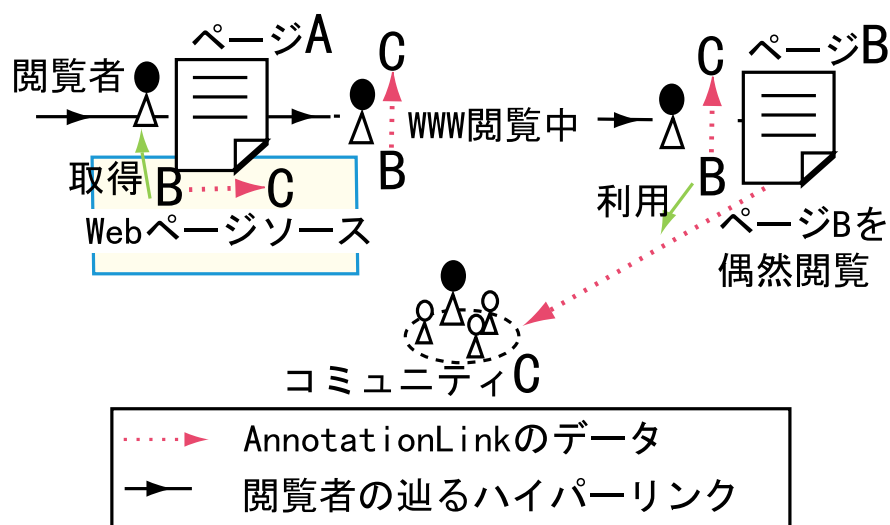 ページA
閲覧者
取得
B
C
Webページソース
C
B
WWW閲覧中
ページB
C
B
利用
ページBを
偶然閲覧
コミュニティC
AnnotationLinkのデータ
閲覧者の辿るハイパーリンク